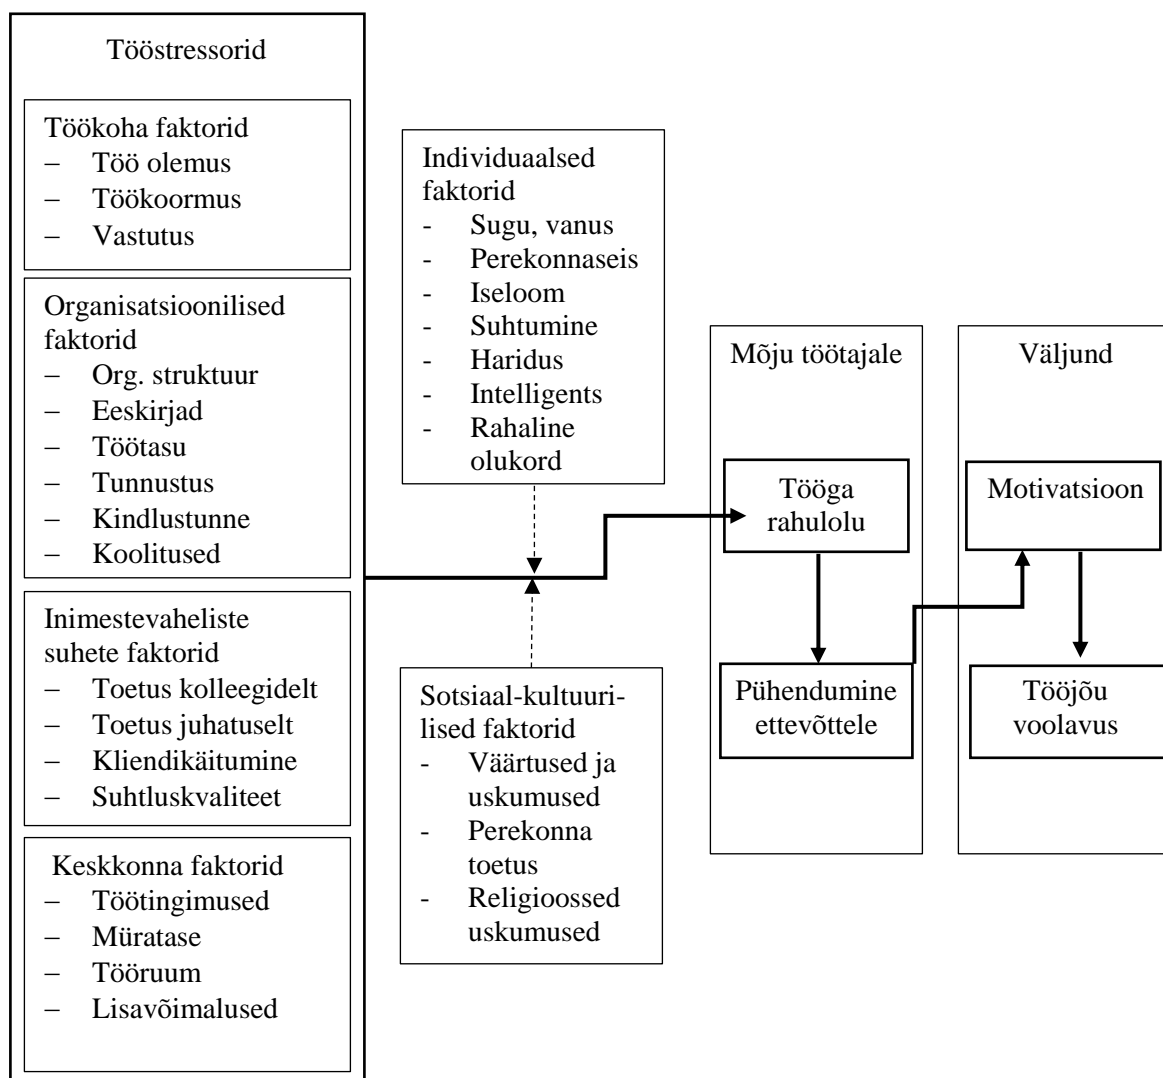 Tööstressorid
Töökoha faktorid
– Töö olemus
– Töökoormus
– Vastutus
Organisatsioonilised
faktorid
– Org. struktuur
– Eeskirjad
– Töötasu
– Tunnustus
– Kindlustunne
– Koolitused
Inimestevaheliste
suhete faktorid
– Toetus kolleegidelt
– Toetus juhatuselt
– Kliendikäitumine
– Suhtluskvaliteet
Keskkonna faktorid
– Töötingimused
– Müratase
– Tööruum
– Lisavõimalused
Individuaalsed
faktorid
- Sugu, vanus
- Perekonnaseis
- Iseloom
- Suhtumine
- Haridus
- Intelligents
- Rahaline
olukord
Sotsiaal-kultuuri-
lised faktorid
- Väärtused ja
uskumused
- Perekonna
toetus
- Religioossed
uskumused
Mõju töötajale
Tööga
rahulolu
Pühendumine
ettevõttele
Väljund
Motivatsioon
Tööjõu
voolavus